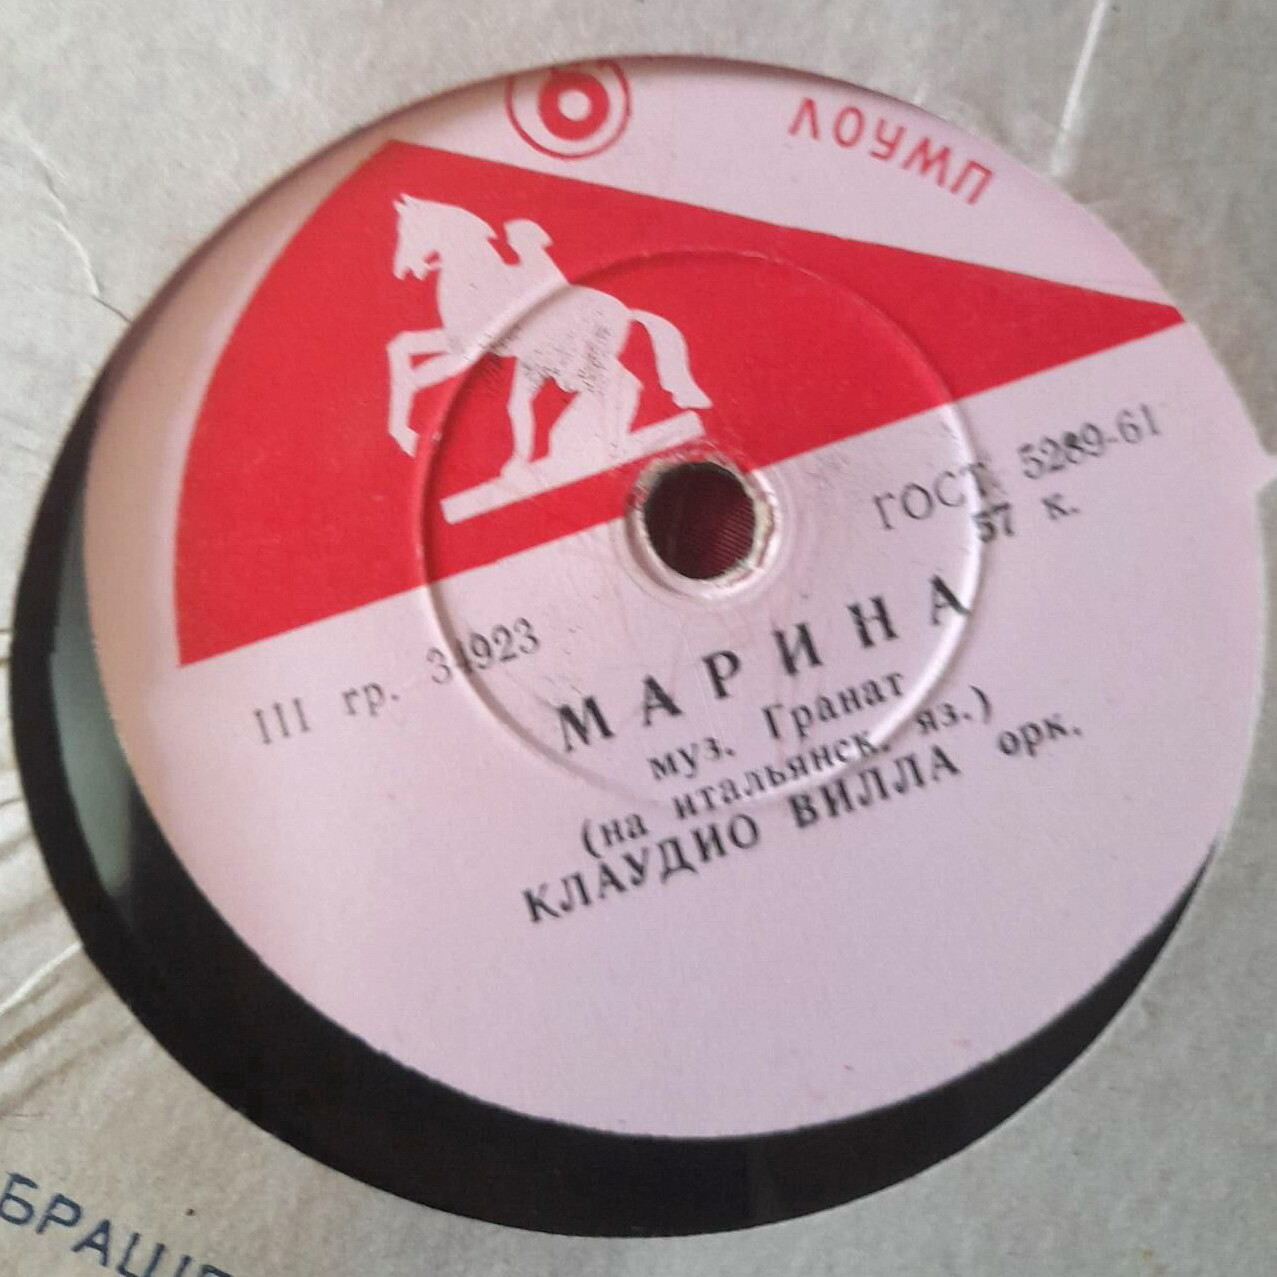 ЛОУМП
ГОСТ 5289-61
57 к.
III гр. 34923
МАРИНА
муз. Гранат
(на итальянск. яз.)
КЛАУДИО ВИЛЛА орк.